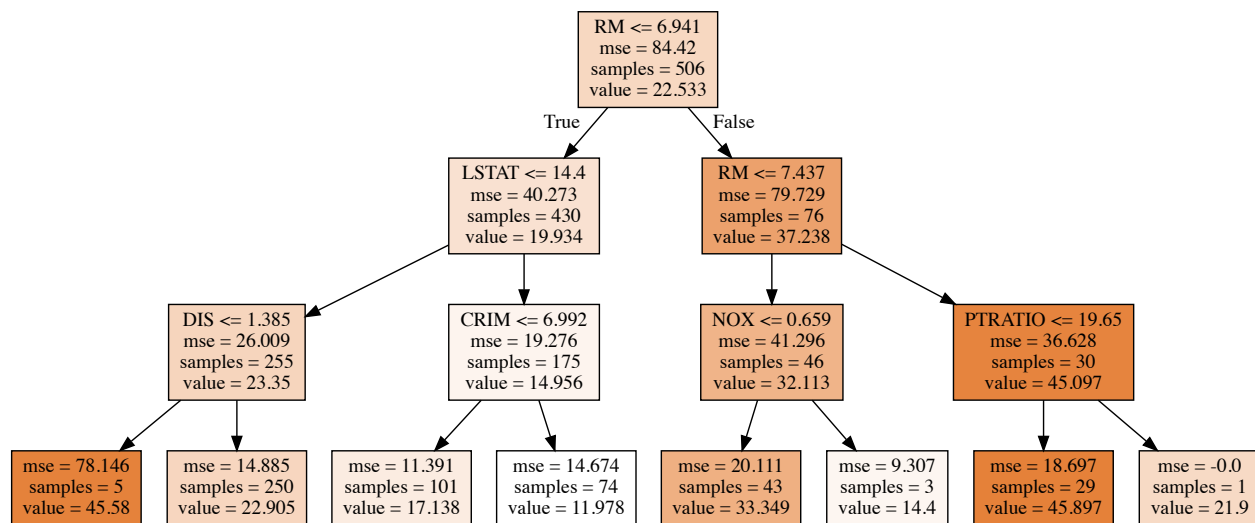 RM <= 6.941
mse = 84.42
samples = 506
value = 22.533
True
False
LSTAT <= 14.4
mse = 40.273
samples = 430
value = 19.934
RM <= 7.437
mse = 79.729
samples = 76
value = 37.238
DIS <= 1.385
mse = 26.009
samples = 255
value = 23.35
CRIM <= 6.992
mse = 19.276
samples = 175
value = 14.956
NOX <= 0.659
mse = 41.296
samples = 46
value = 32.113
PTRATIO <= 19.65
mse = 36.628
samples = 30
value = 45.097
mse = 78.146
samples = 5
value = 45.58
mse = 14.885
samples = 250
value = 22.905
mse = 11.391
samples = 101
value = 17.138
mse = 14.674
samples = 74
value = 11.978
mse = 20.111
samples = 43
value = 33.349
mse = 9.307
samples = 3
value = 14.4
mse = 18.697
samples = 29
value = 45.897
mse = -0.0
samples = 1
value = 21.9